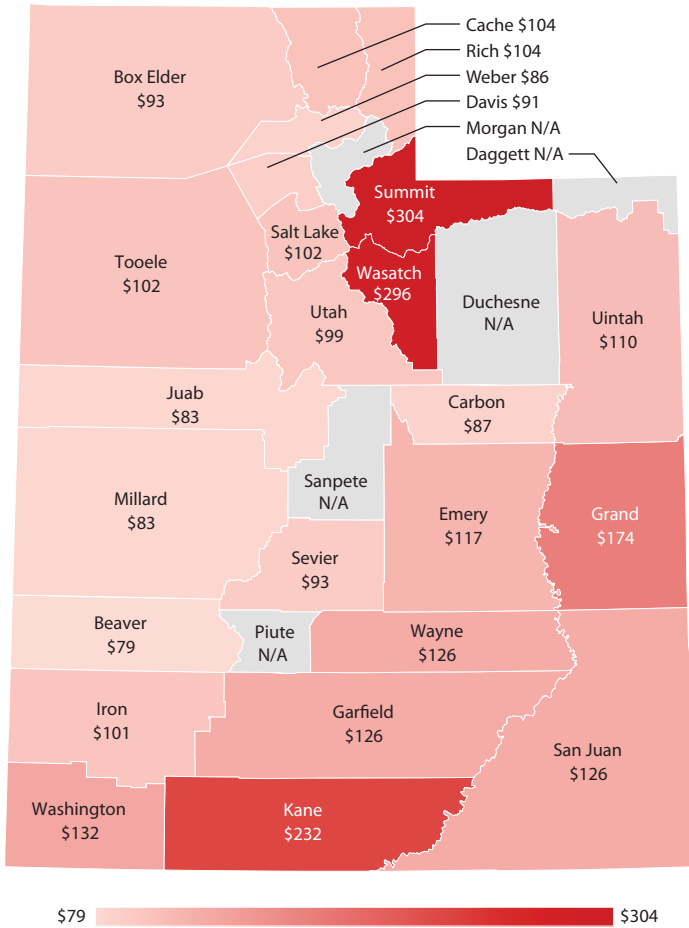 Cache $104
Rich $104
Weber $86
Davis $91
Morgan N/A
Daggett N/A
Box Elder
$93
Summit
$304
Salt Lake
$102
Tooele
$102
Wasatch
$296
Duchesne
N/A
Utah
$99
Uintah
$110
Juab
$83
Carbon
$87
Sanpete
N/A
Millard
$83
Emery
$117
Grand
$174
Sevier
$93
Beaver
$79
Piute
N/A
Wayne
$126
Iron
$101
Garfield
$126
San Juan
$126
Washington
$132
Kane
$232
$79
$304